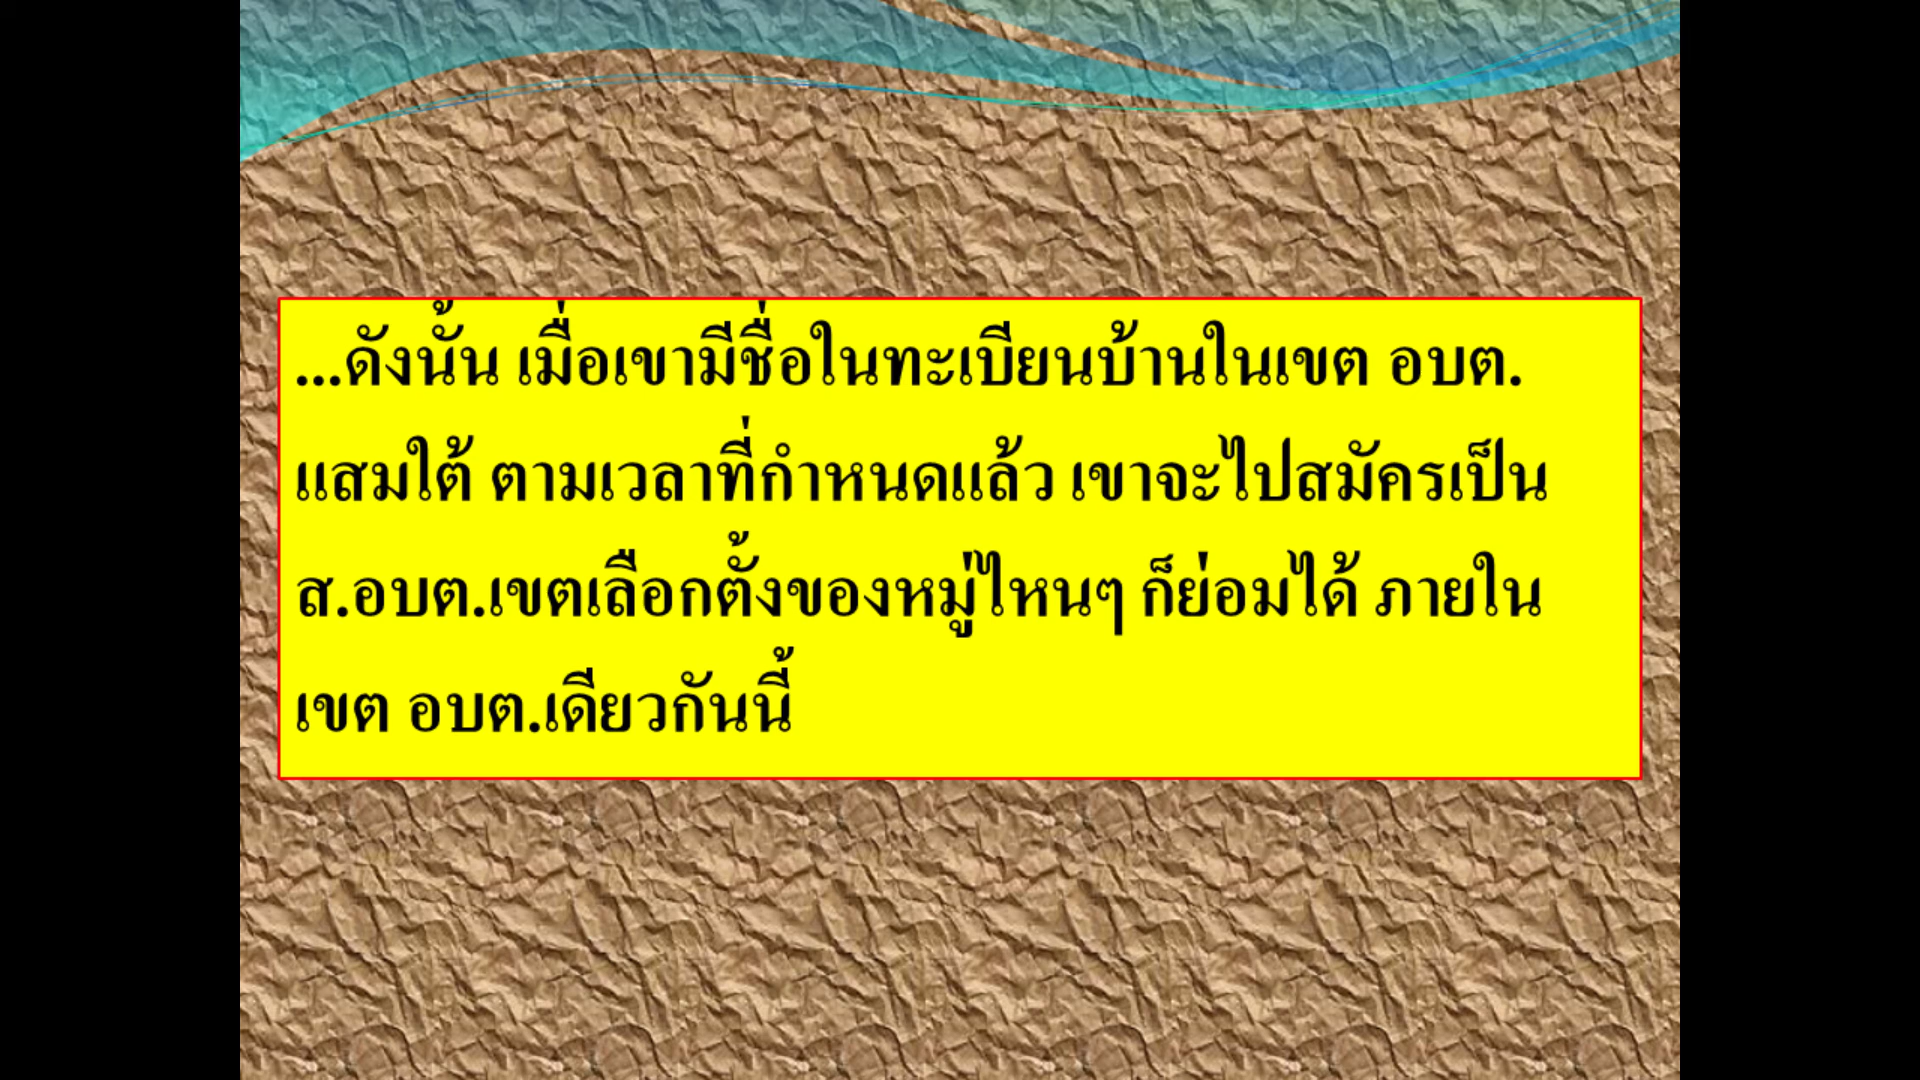 ...ดังนั้น เมื่อเขามีชื่อในทะเบียนบ้านในเขต อบต.
แสมใต้ ตามเวลาที่กำหนดแล้ว เขาจะไปสมัครเป็น
ส.อบต.เขตเลือกตั้งของหมู่ไหนๆ ก็ย่อมได้ ภายใน
เขต อบต.เดียวกันนี้